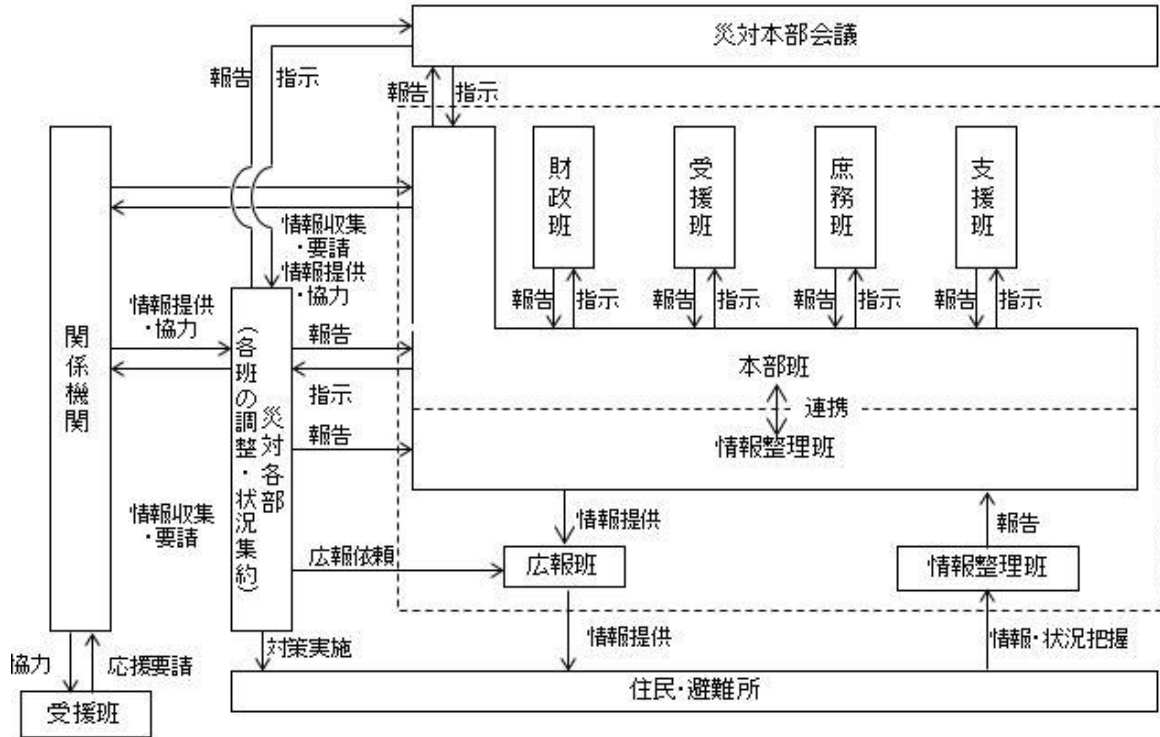 災対本部会議
報告
指示
報告
指示
財政班
受援班
庶務班
支援班
情報収集
・要請
情報提供
・協力
報告
指示
報告
指示
報告
指示
報告
指示
情報提供
・協力
関係機関
災対各部
（各班の調整・状況集約）
報告
指示
報告
本部班
連携
情報整理班
情報収集
・要請
情報提供
報告
広報依頼
広報班
情報整理班
対策実施
情報提供
情報・状況把握
協力
応援要請
住民・避難所
受援班